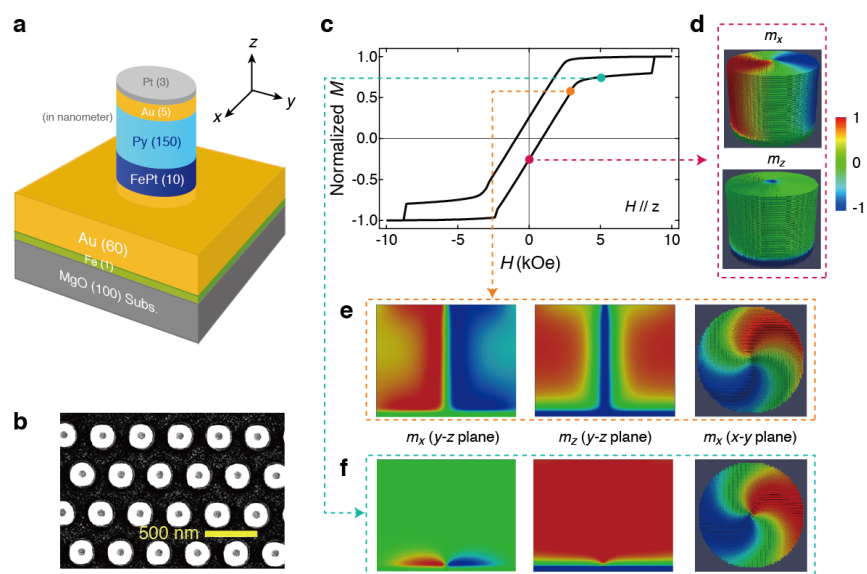 a
z
y
x
Pt (3)
Au (5)
(in nanometer)
Py (150)
FePt (10)
Au (60)
Fe (1)
MgO (100) Subs.
b
500 nm
c
Normalized M
1.0
0.5
0.0
-0.5
-1.0
-10
-5
0
5
10
H // z
H (kOe)
d
mx
mz
1
-1
e
mx (y-z plane)
mz (y-z plane)
mx (x-y plane)
f